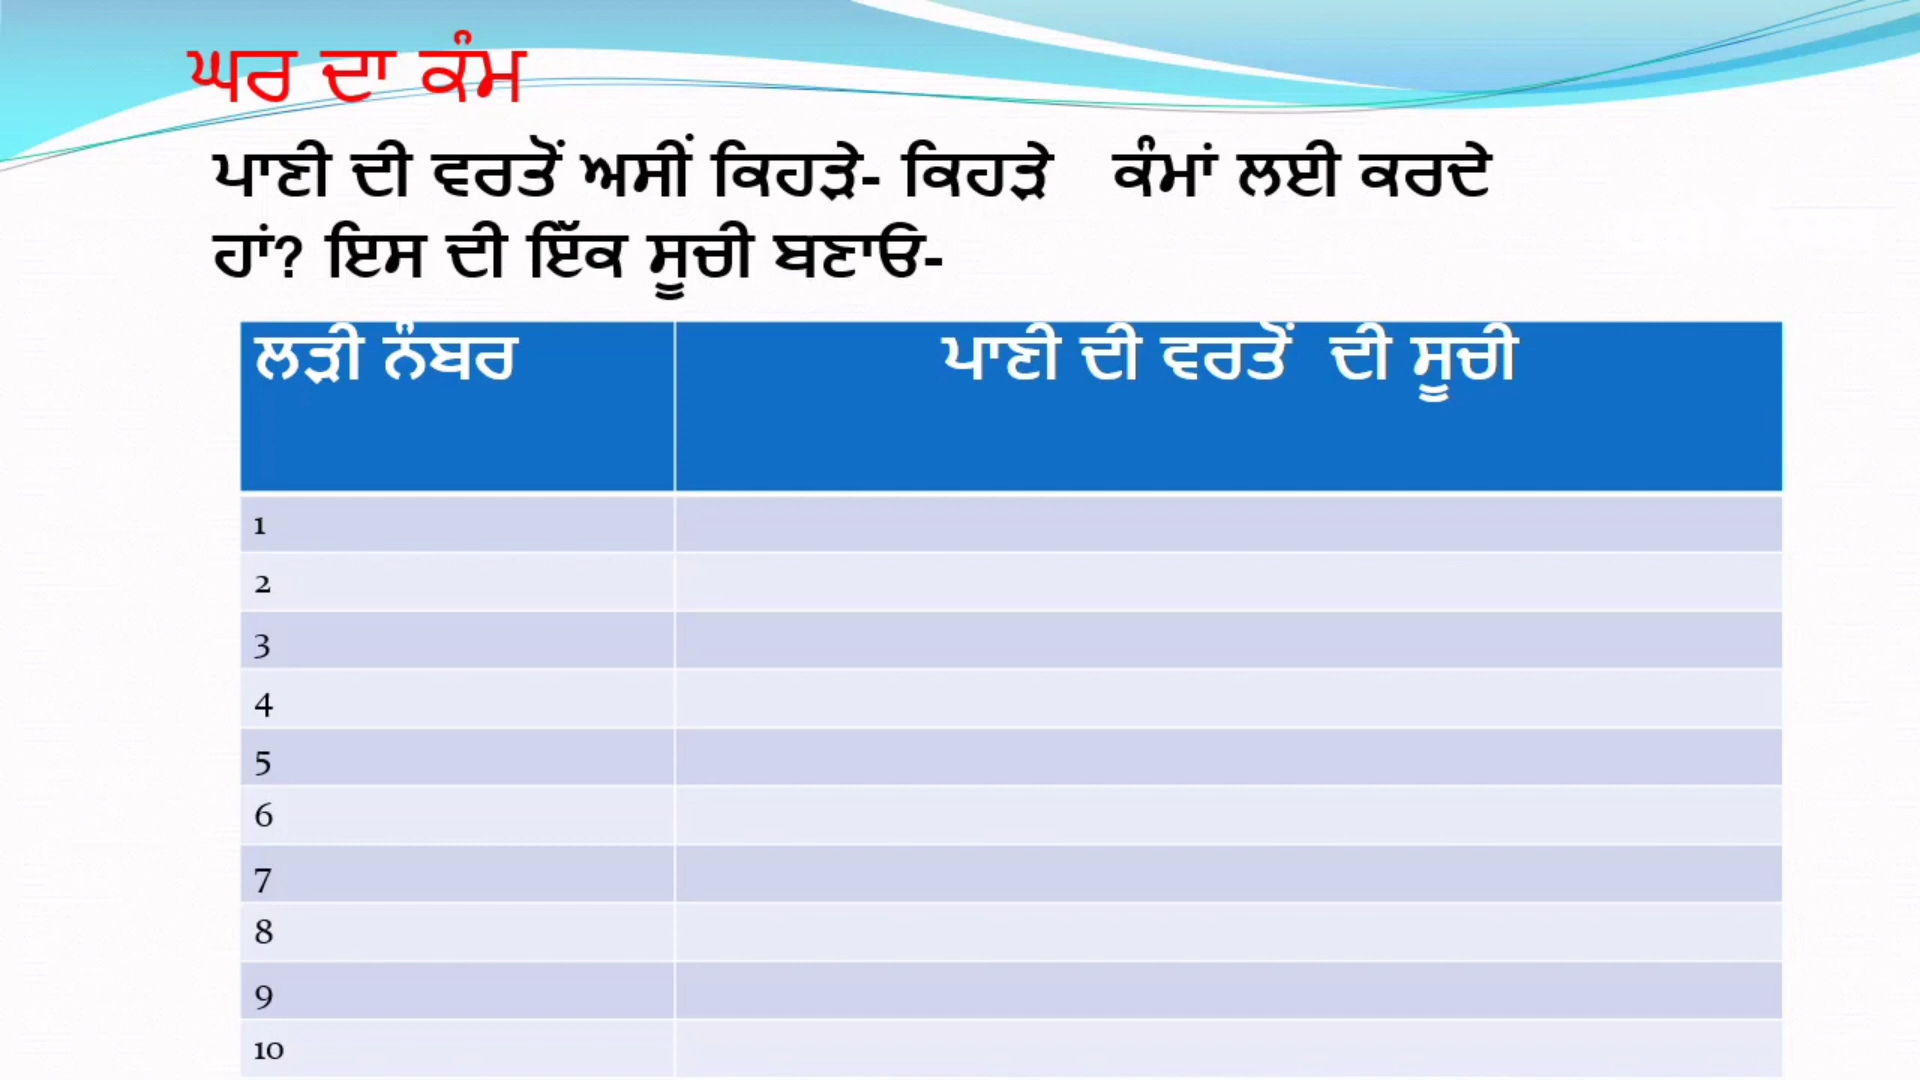 ਘਰ ਦਾ ਕੰਮ
ਪਾਣੀ ਦੀ ਵਰਤੋਂ ਅਸੀਂ ਕਿਹੜੇ- ਕਿਹੜੇ ਕੰਮਾਂ ਲਈ ਕਰਦੇ
ਹਾਂ? ਇਸ ਦੀ ਇੱਕ ਸੂਚੀ ਬਣਾਓ-
ਲੜੀ ਨੰਬਰ ਪਾਣੀ ਦੀ ਵਰਤੋਂ ਦੀ ਸੂਚੀ
1
2
3
4
5
6
7
8
9
10